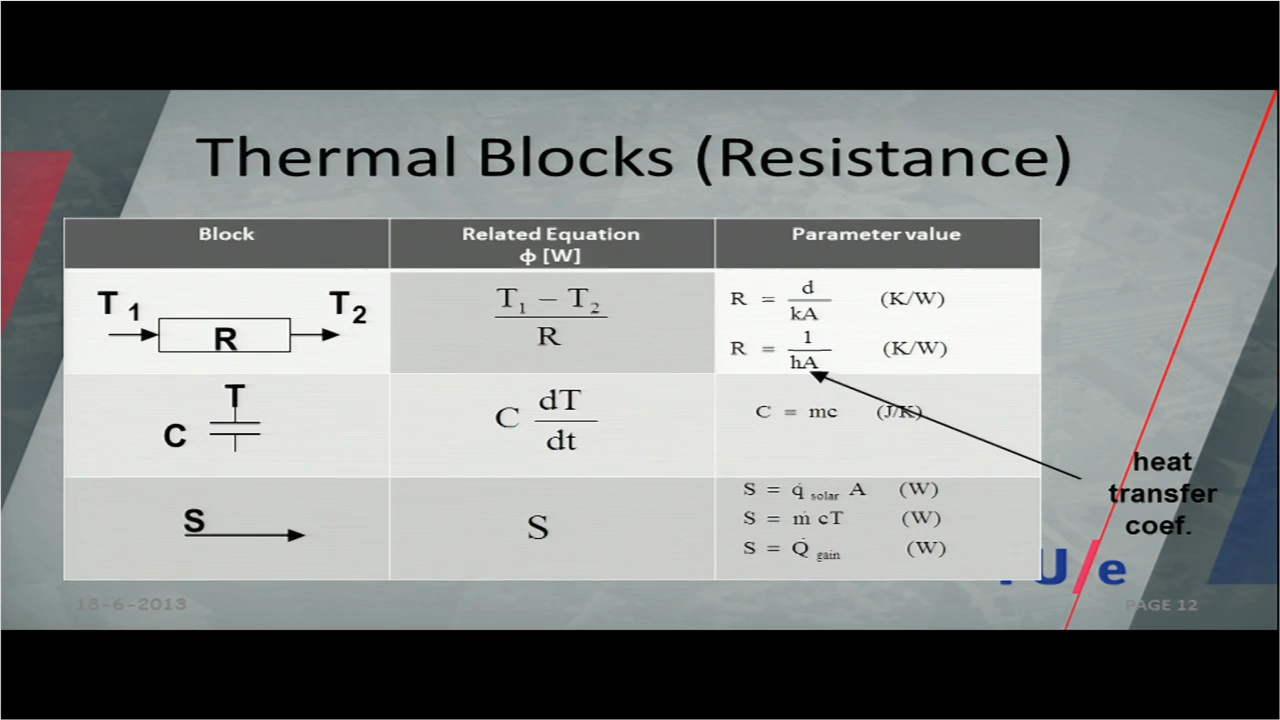 Thermal Blocks (Resistance)
Block
Related Equation
ϕ [W]
Parameter value
T 1
T2
R
T1 − T2
R
R = d
kA
(K/W)
R = 1
hA
(K/W)
T
C
C dT
dt
C = mc (J/K)
heat
transfer
coef.
S
S
S = q̇ solar A (W)
S = ṁ cT (W)
S = Q̇ gain (W)
U/e
18-6-2013
PAGE 12